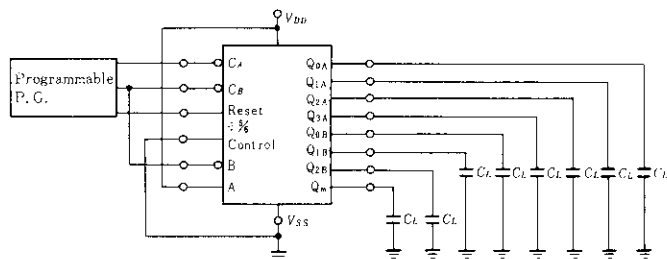 V_DD
Programmable
P. G.
C_A
C_B
Reset
÷ 5/6
Control
B
A
Q_0A
Q_1A
Q_2A
Q_3A
Q_0B
Q_1B
Q_2B
Q_m
V_SS
C_L C_L C_L C_L C_L C_L
C_L C_L